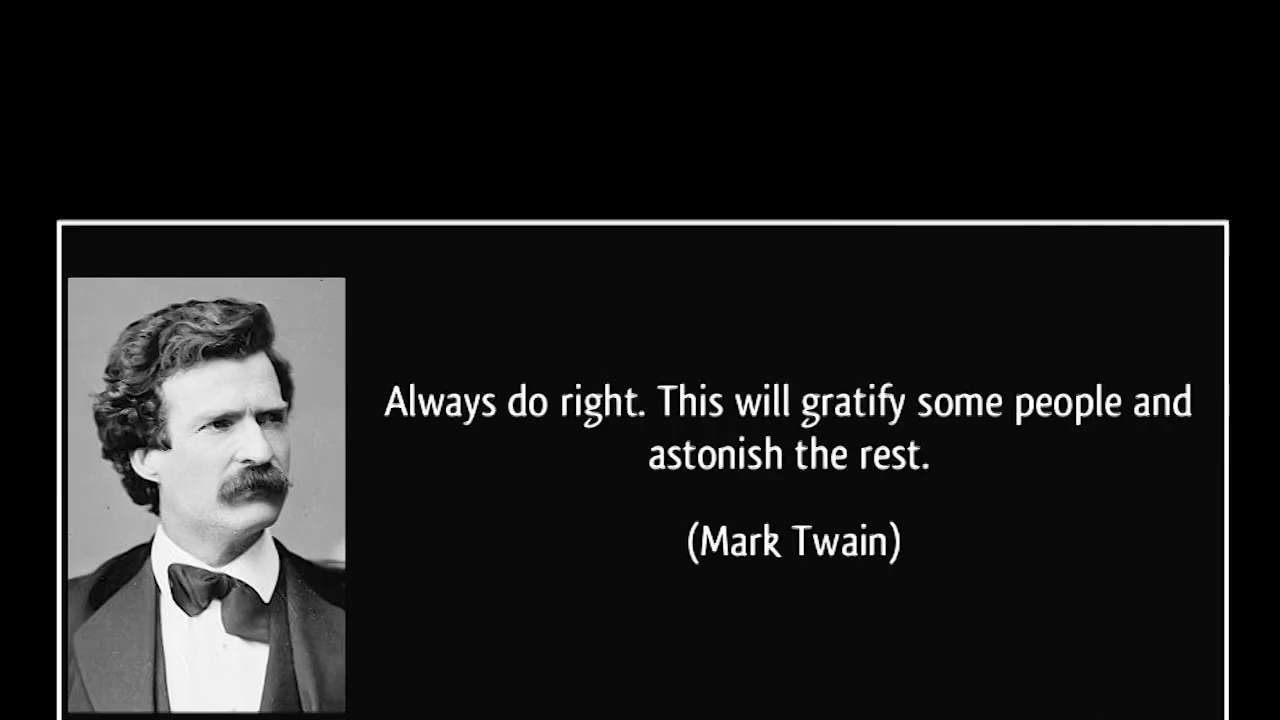 Always do right. This will gratify some people and
astonish the rest.
(Mark Twain)